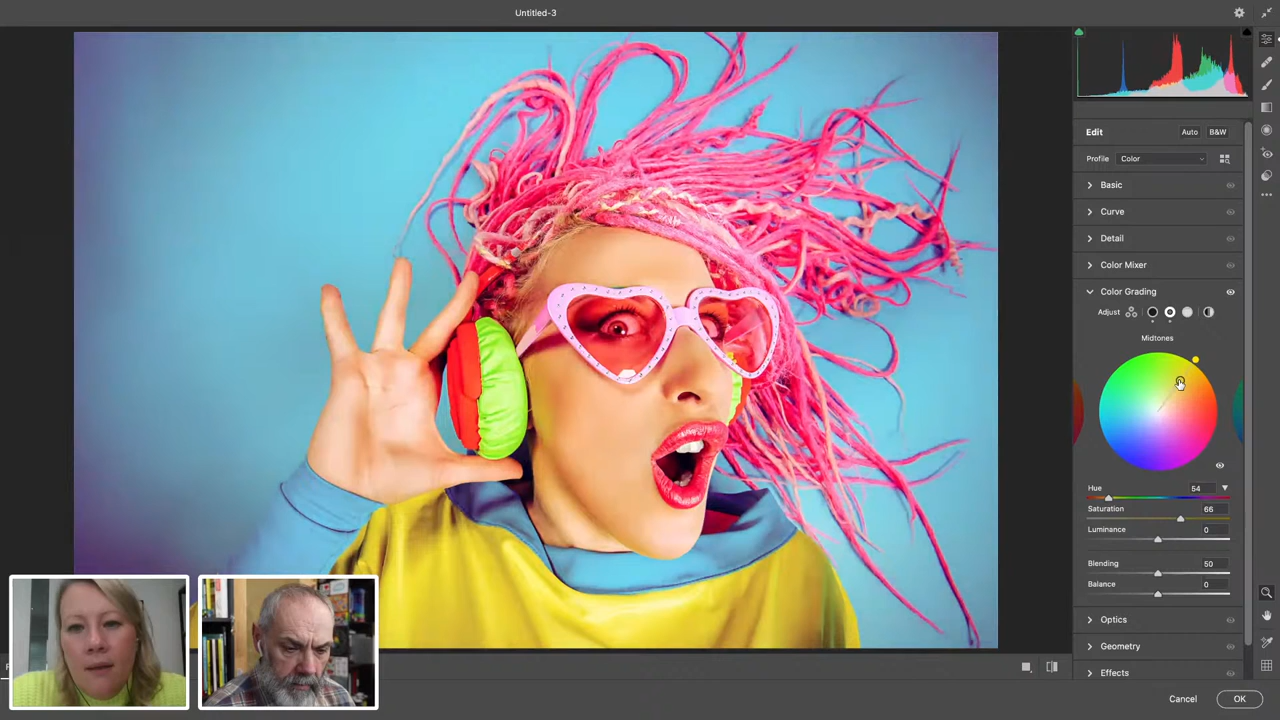 Untitled-3
Edit Auto B&W
Profile Color
Basic
Curve
Detail
Color Mixer
Color Grading
Adjust
Midtones
Hue 54
Saturation 66
Luminance 0
Blending 50
Balance 0
Optics
Geometry
Effects
Cancel OK